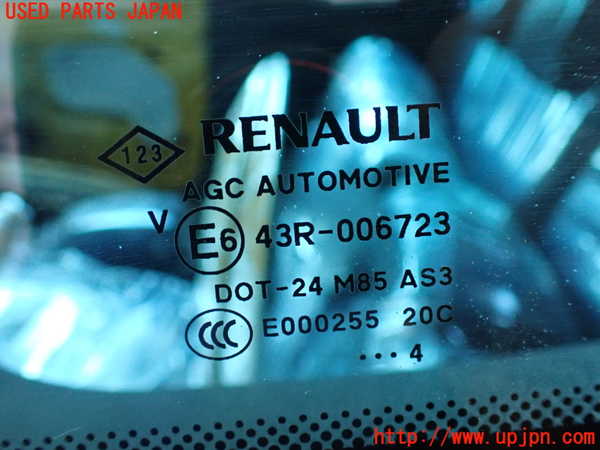 USED PARTS JAPAN
RENAULT
123
AGC AUTOMOTIVE
V E6 43R-006723
DOT-24 M85 AS3
CCC E000255 20C
... 4
http://www.upjpn.com